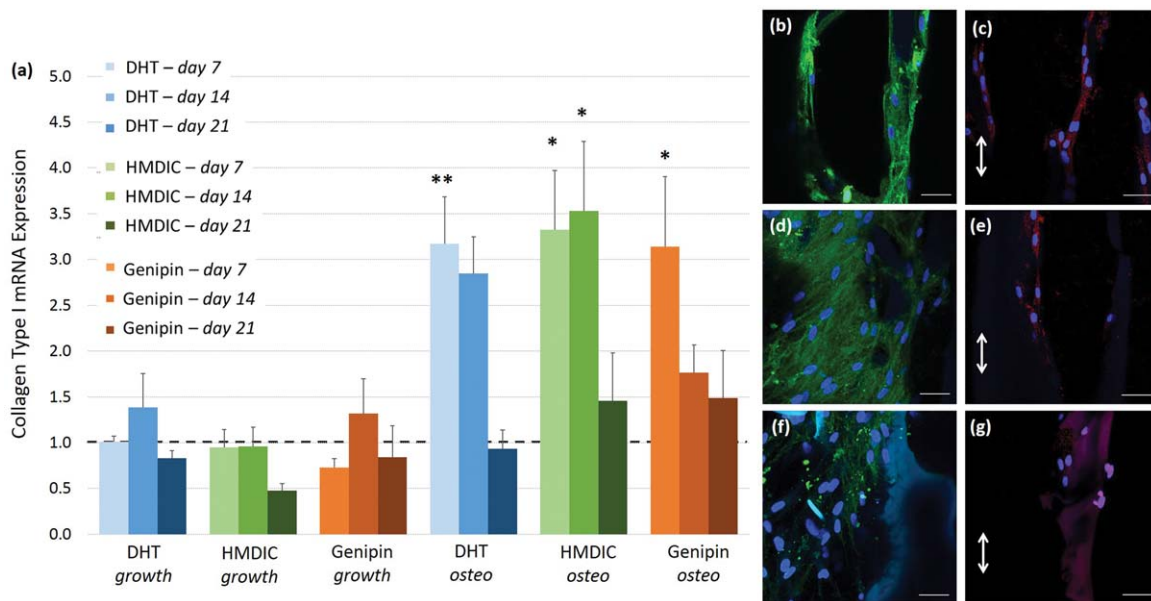 (a)
Collagen Type I mRNA Expression
5.0
4.5
4.0
3.5
3.0
2.5
2.0
1.5
1.0
0.5
0.0
DHT – day 7
DHT – day 14
DHT – day 21
HMDIC – day 7
HMDIC – day 14
HMDIC – day 21
Genipin – day 7
Genipin – day 14
Genipin – day 21
**
*
*
*
DHT
growth
HMDIC
growth
Genipin
growth
DHT
osteo
HMDIC
osteo
Genipin
osteo
(b)
(c)
(d)
(e)
(f)
(g)